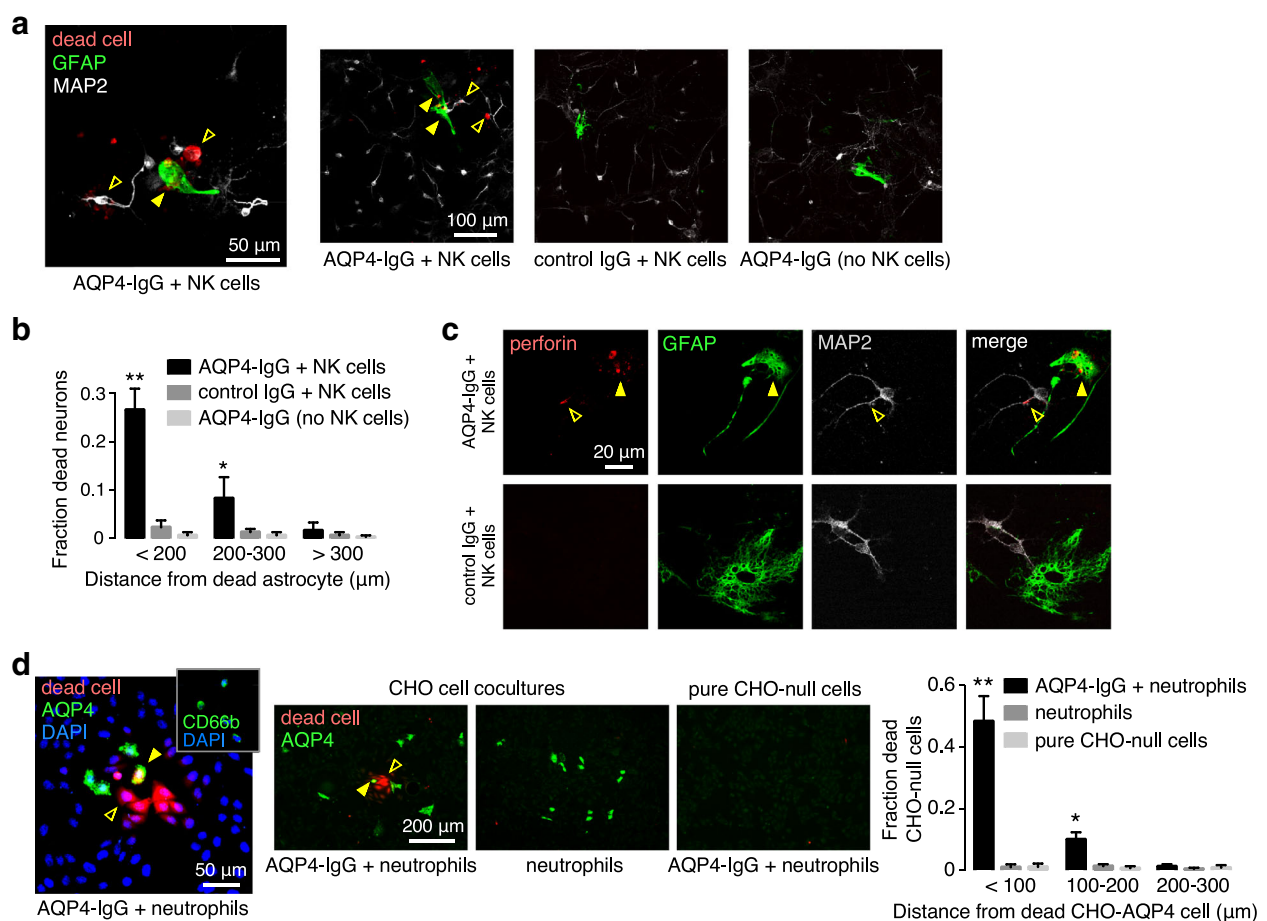 a
dead cell
GFAP
MAP2
50 µm
100 µm
AQP4-IgG + NK cells
AQP4-IgG + NK cells
control IgG + NK cells
AQP4-IgG (no NK cells)
b
AQP4-IgG + NK cells
control IgG + NK cells
AQP4-IgG (no NK cells)
Fraction dead neurons
0.3
0.2
0.1
0
**
*
< 200
200-300
> 300
Distance from dead astrocyte (µm)
c
perforin
GFAP
MAP2
merge
AQP4-IgG +
NK cells
20 µm
control IgG +
NK cells
d
dead cell
AQP4
DAPI
CD66b
DAPI
50 µm
AQP4-IgG + neutrophils
CHO cell cocultures
pure CHO-null cells
dead cell
AQP4
200 µm
AQP4-IgG + neutrophils
neutrophils
AQP4-IgG + neutrophils
Fraction dead
CHO-null cells
0.6
0.4
0.2
0
**
*
AQP4-IgG + neutrophils
neutrophils
pure CHO-null cells
< 100
100-200
200-300
Distance from dead CHO-AQP4 cell (µm)